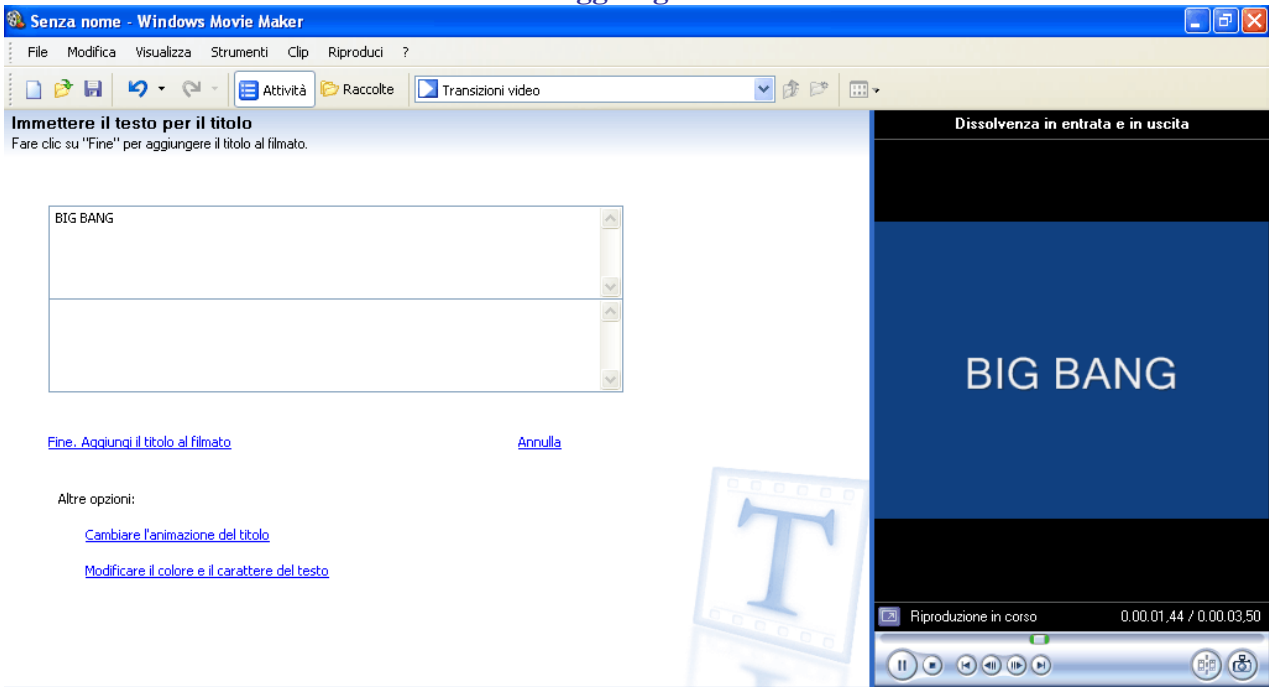 Senza nome - Windows Movie Maker
File Modifica Visualizza Strumenti Clip Riproduci ?
Attività Raccolte Transizioni video
Immettere il testo per il titolo
Fare clic su "Fine" per aggiungere il titolo al filmato.
Dissolvenza in entrata e in uscita
BIG BANG
BIG BANG
Fine. Aggiungi il titolo al filmato Annulla
Altre opzioni:
Cambiare l'animazione del titolo
Modificare il colore e il carattere del testo
T
Riproduzione in corso 0.00.01,44 / 0.00.03,50